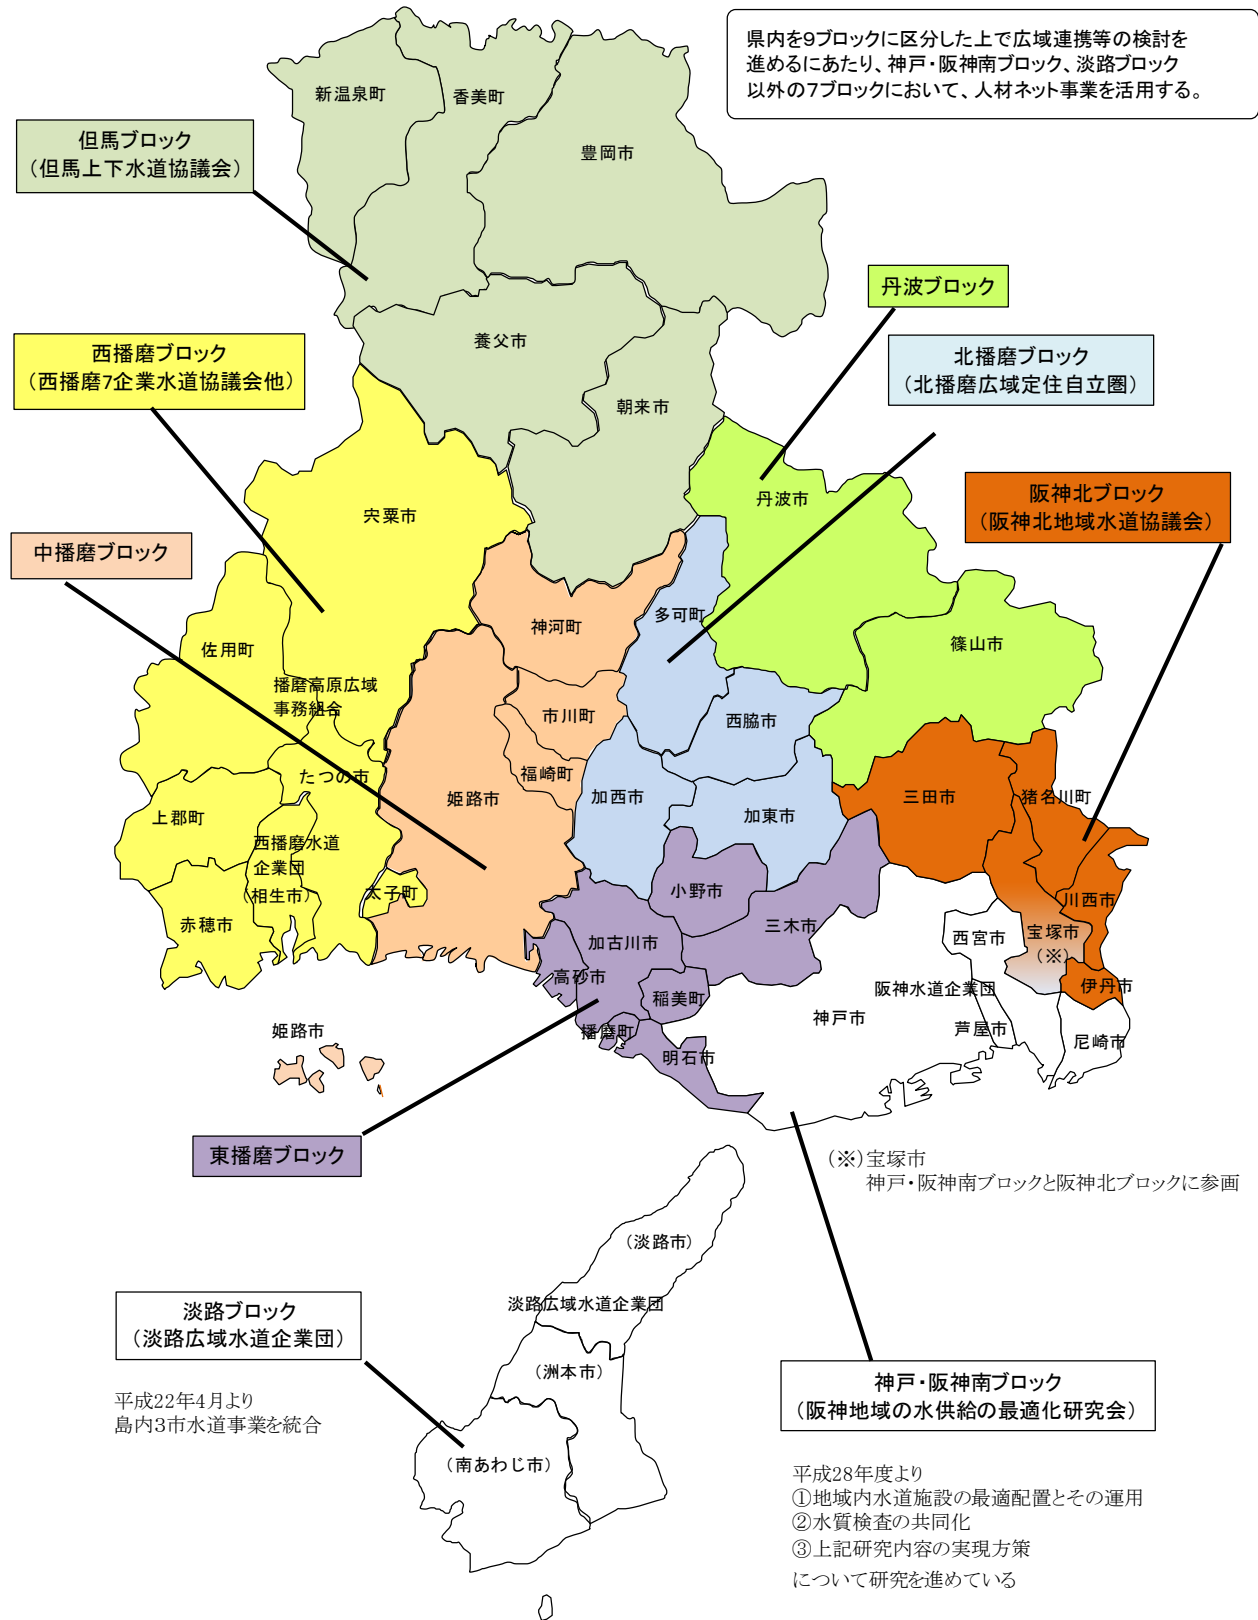 県内を9ブロックに区分した上で広域連携等の検討を
進めるにあたり、神戸・阪神南ブロック、淡路ブロック
以外の7ブロックにおいて、人材ネット事業を活用する。
新温泉町
香美町
豊岡市
但馬ブロック
(但馬上下水道協議会)
丹波ブロック
養父市
西播磨ブロック
(西播磨7企業水道協議会他)
北播磨ブロック
(北播磨広域定住自立圏)
朝来市
丹波市
阪神北ブロック
(阪神北地域水道協議会)
宍粟市
中播磨ブロック
神河町
多可町
佐用町
篠山市
播磨高原広域
事務組合
市川町
西脇市
たつの市
福崎町
姫路市
加西市
加東市
三田市
猪名川町
上郡町
西播磨水道
企業団
(相生市)
太子町
小野市
川西市
赤穂市
三木市
加古川市
西宮市
宝塚市
(※)
高砂市
稲美町
阪神水道企業団
伊丹市
神戸市
姫路市
播磨町
芦屋市
尼崎市
明石市
東播磨ブロック
(※)宝塚市
神戸・阪神南ブロックと阪神北ブロックに参画
(淡路市)
淡路ブロック
(淡路広域水道企業団)
淡路広域水道企業団
(洲本市)
神戸・阪神南ブロック
(阪神地域の水供給の最適化研究会)
平成22年4月より
島内3市水道事業を統合
(南あわじ市)
平成28年度より
①地域内水道施設の最適配置とその運用
②水質検査の共同化
③上記研究内容の実現方策
について研究を進めている